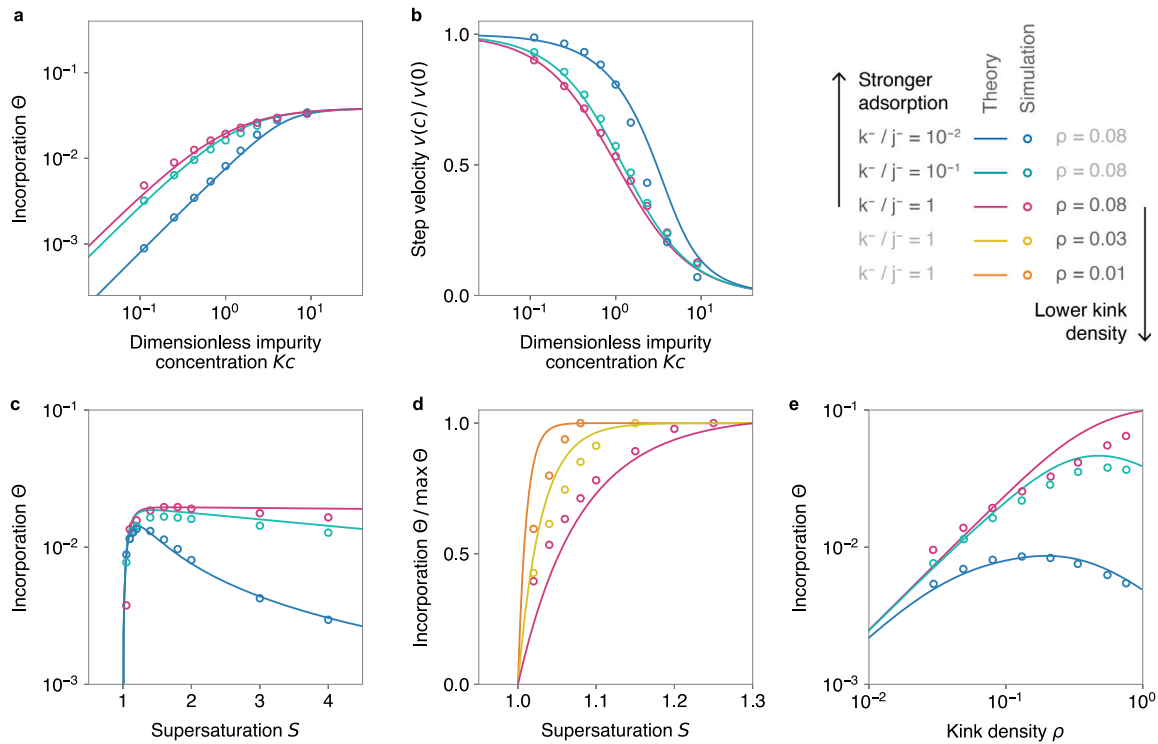 a
10⁻¹
10⁻²
10⁻³
Incorporation Θ
10⁻¹
10⁰
10¹
Dimensionless impurity
concentration Kc
b
1.0
0.5
0.0
Step velocity v(c) / v(0)
10⁻¹
10⁰
10¹
Dimensionless impurity
concentration Kc
Stronger
adsorption
Theory
Simulation
k⁻ / j⁻ = 10⁻²
ρ = 0.08
k⁻ / j⁻ = 10⁻¹
ρ = 0.08
k⁻ / j⁻ = 1
ρ = 0.08
k⁻ / j⁻ = 1
ρ = 0.03
k⁻ / j⁻ = 1
ρ = 0.01
Lower kink
density
c
10⁻¹
10⁻²
10⁻³
Incorporation Θ
1
2
3
4
Supersaturation S
d
1.0
0.5
0.0
Incorporation Θ / max Θ
1.0
1.1
1.2
1.3
Supersaturation S
e
10⁻¹
10⁻²
10⁻³
Incorporation Θ
10⁻²
10⁻¹
10⁰
Kink density ρ